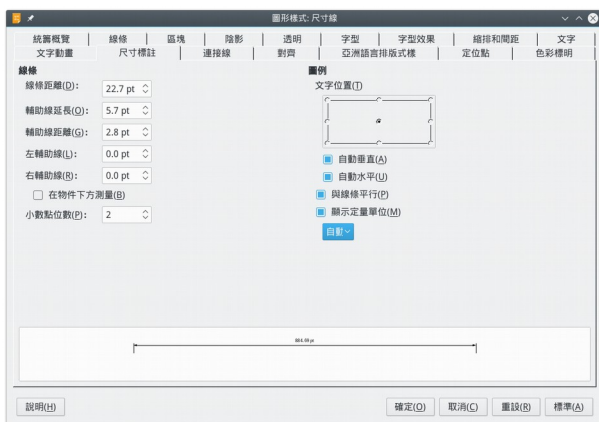 圖形樣式: 尺寸線
統籌概覽 線條 區塊 陰影 透明 字型 字型效果 縮排和間距 文字
文字動畫 尺寸標註 連接線 對齊 亞洲語言排版式樣 定位點 色彩標明
線條
線條距離(D): 22.7 pt
輔助線延長(O): 5.7 pt
輔助線距離(G): 2.8 pt
左輔助線(L): 0.0 pt
右輔助線(R): 0.0 pt
在物件下方測量(B)
小數點位數(P): 2
圖例
文字位置(T)
自動垂直(A)
自動水平(U)
與線條平行(P)
顯示定量單位(M)
自動
說明(H) 確定(O) 取消(C) 重設(R) 標準(A)